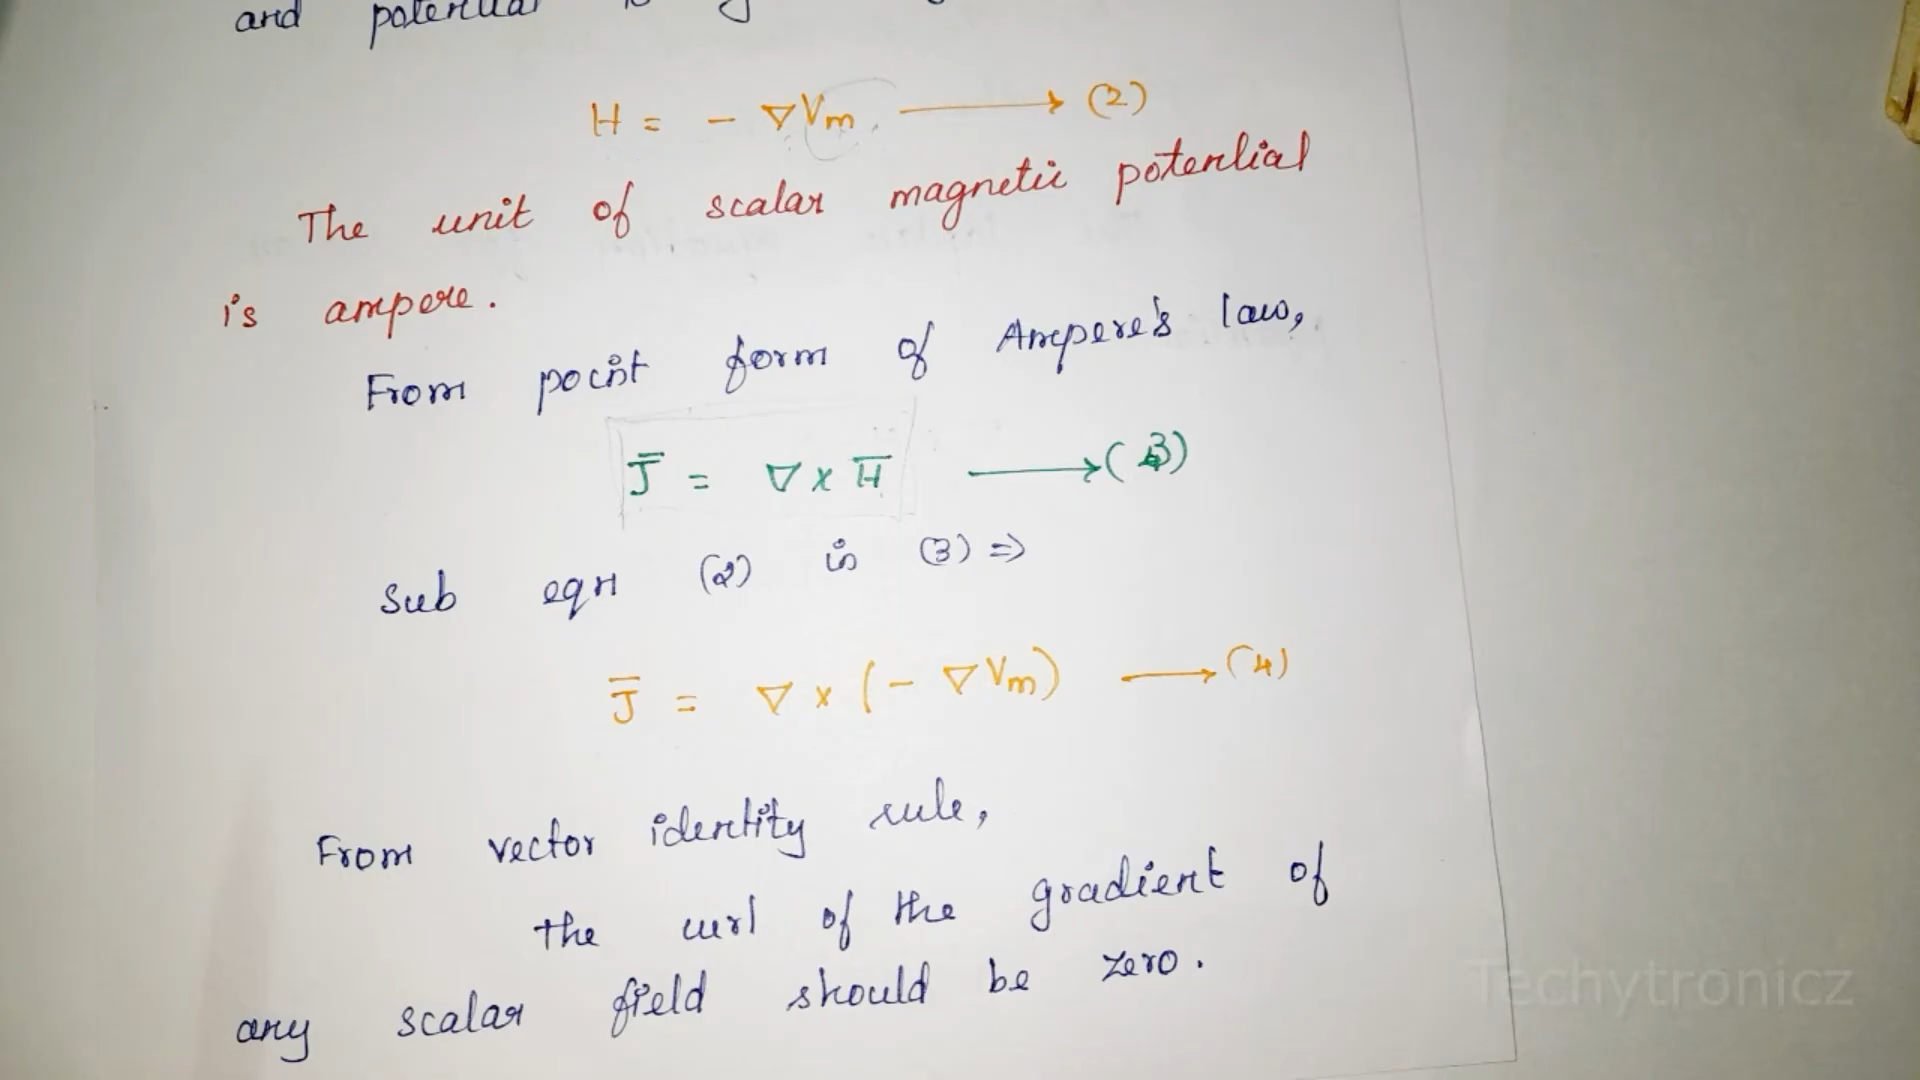 and potential
H = - ∇Vm ⟶ (2)
The unit of scalar magnetic potential
is ampere.
From point form of Ampere's law,
J̅ = ∇ × H̅ ⟶ (3)
Sub eqn (2) in (3) ⇒
J̅ = ∇ × (- ∇Vm) ⟶ (4)
From vector identity rule,
the curl of the gradient of
any scalar field should be zero.
Techytronicz